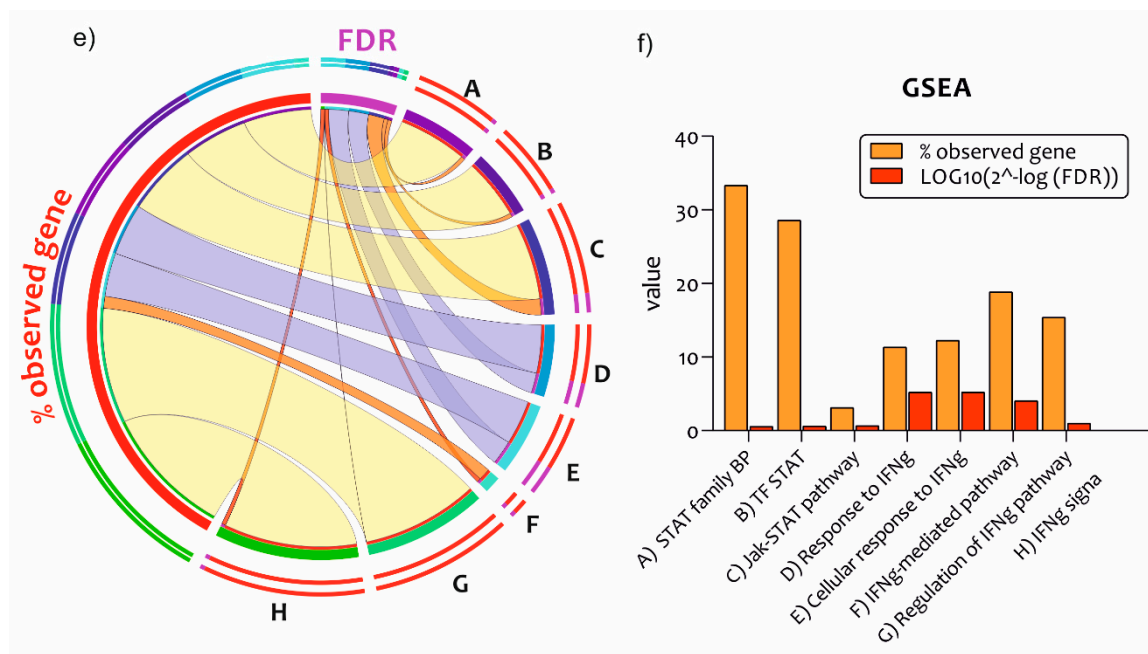 e)
FDR
A
B
C
D
E
F
G
H
% observed gene
f)
GSEA
% observed gene
LOG10(2^-log (FDR))
value
40
30
20
10
0
A) STAT family BP
B) TF STAT
C) Jak-STAT pathway
D) Response to IFNg
E) Cellular response to IFNg
F) IFNg-mediated pathway
G) Regulation of IFNg pathway
H) IFNg signa